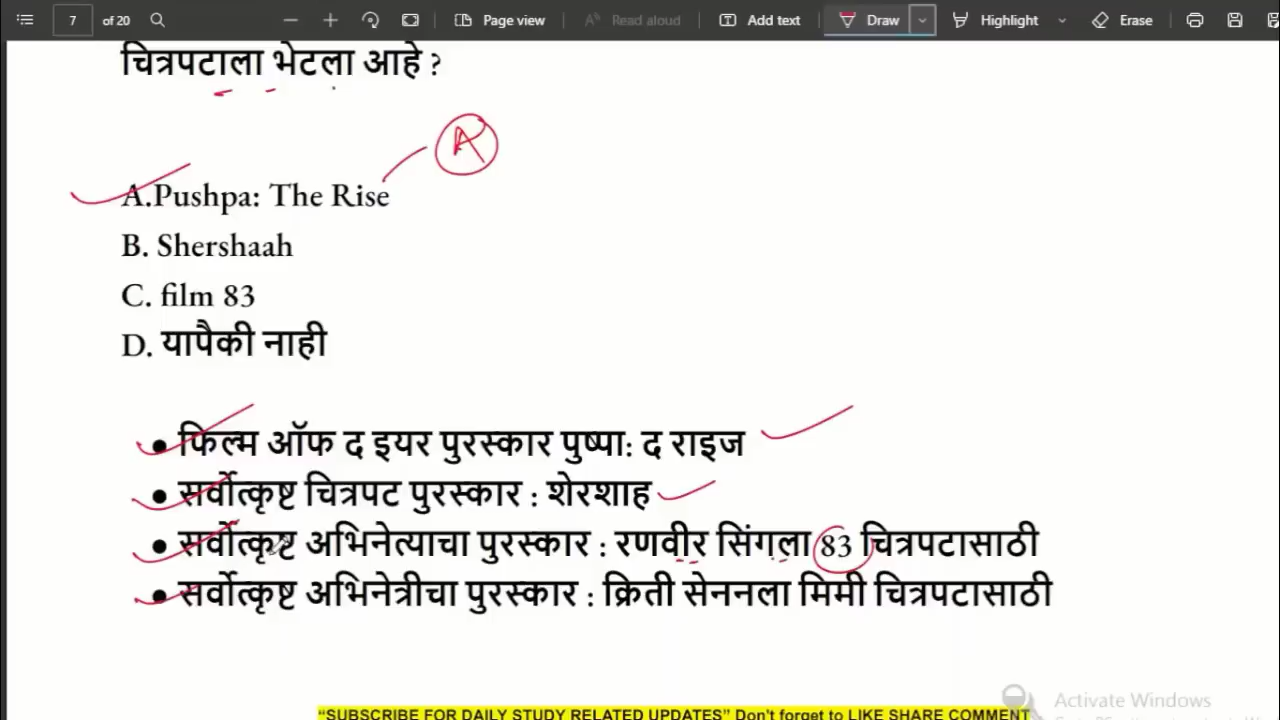 7 of 20 Page view Read aloud Add text Draw Highlight Erase
चित्रपटाला भेटला आहे ?
A
A.Pushpa: The Rise
B. Shershaah
C. film 83
D. यापैकी नाही
• फिल्म ऑफ द इयर पुरस्कार पुष्पा: द राइज
• सर्वोत्कृष्ट चित्रपट पुरस्कार : शेरशाह
• सर्वोत्कृष्ट अभिनेत्याचा पुरस्कार : रणवीर सिंगला 83 चित्रपटासाठी
• सर्वोत्कृष्ट अभिनेत्रीचा पुरस्कार : क्रिती सेननला मिमी चित्रपटासाठी
Activate Windows
“SUBSCRIBE FOR DAILY STUDY RELATED UPDATES” Don't forget to LIKE SHARE COMMENT